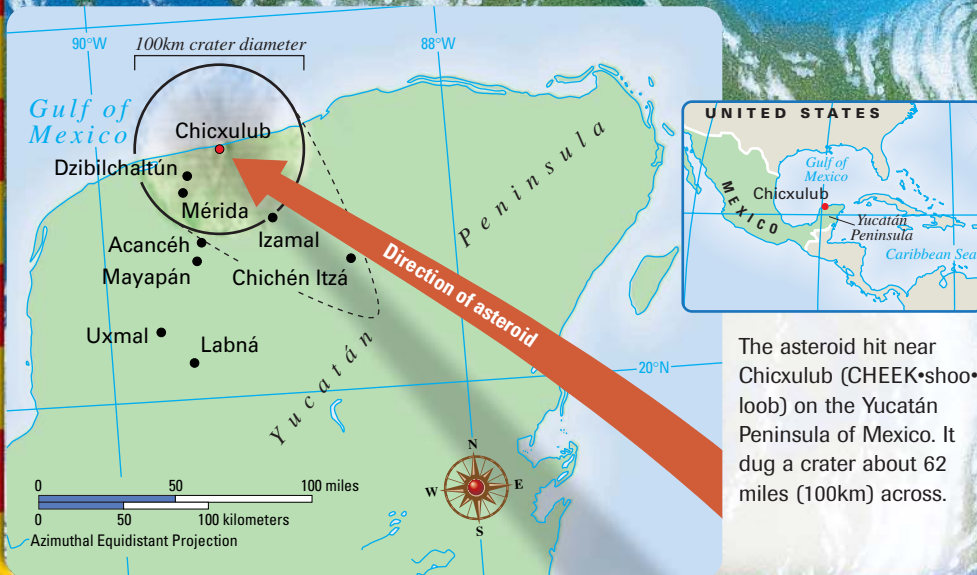 90°W
100km crater diameter
88°W
Gulf of
Mexico
Chicxulub
Dzibilchaltún
Mérida
Izamal
Acancéh
Mayapán
Chichén Itzá
Uxmal
Labná
Yucatán Peninsula
Direction of asteroid
20°N
N
W
E
S
0 50 100 miles
0 50 100 kilometers
Azimuthal Equidistant Projection
UNITED STATES
Gulf of
Mexico
MEXICO
Chicxulub
Yucatán
Peninsula
Caribbean Sea
The asteroid hit near
Chicxulub (CHEEK•shoo•
loob) on the Yucatán
Peninsula of Mexico. It
dug a crater about 62
miles (100km) across.